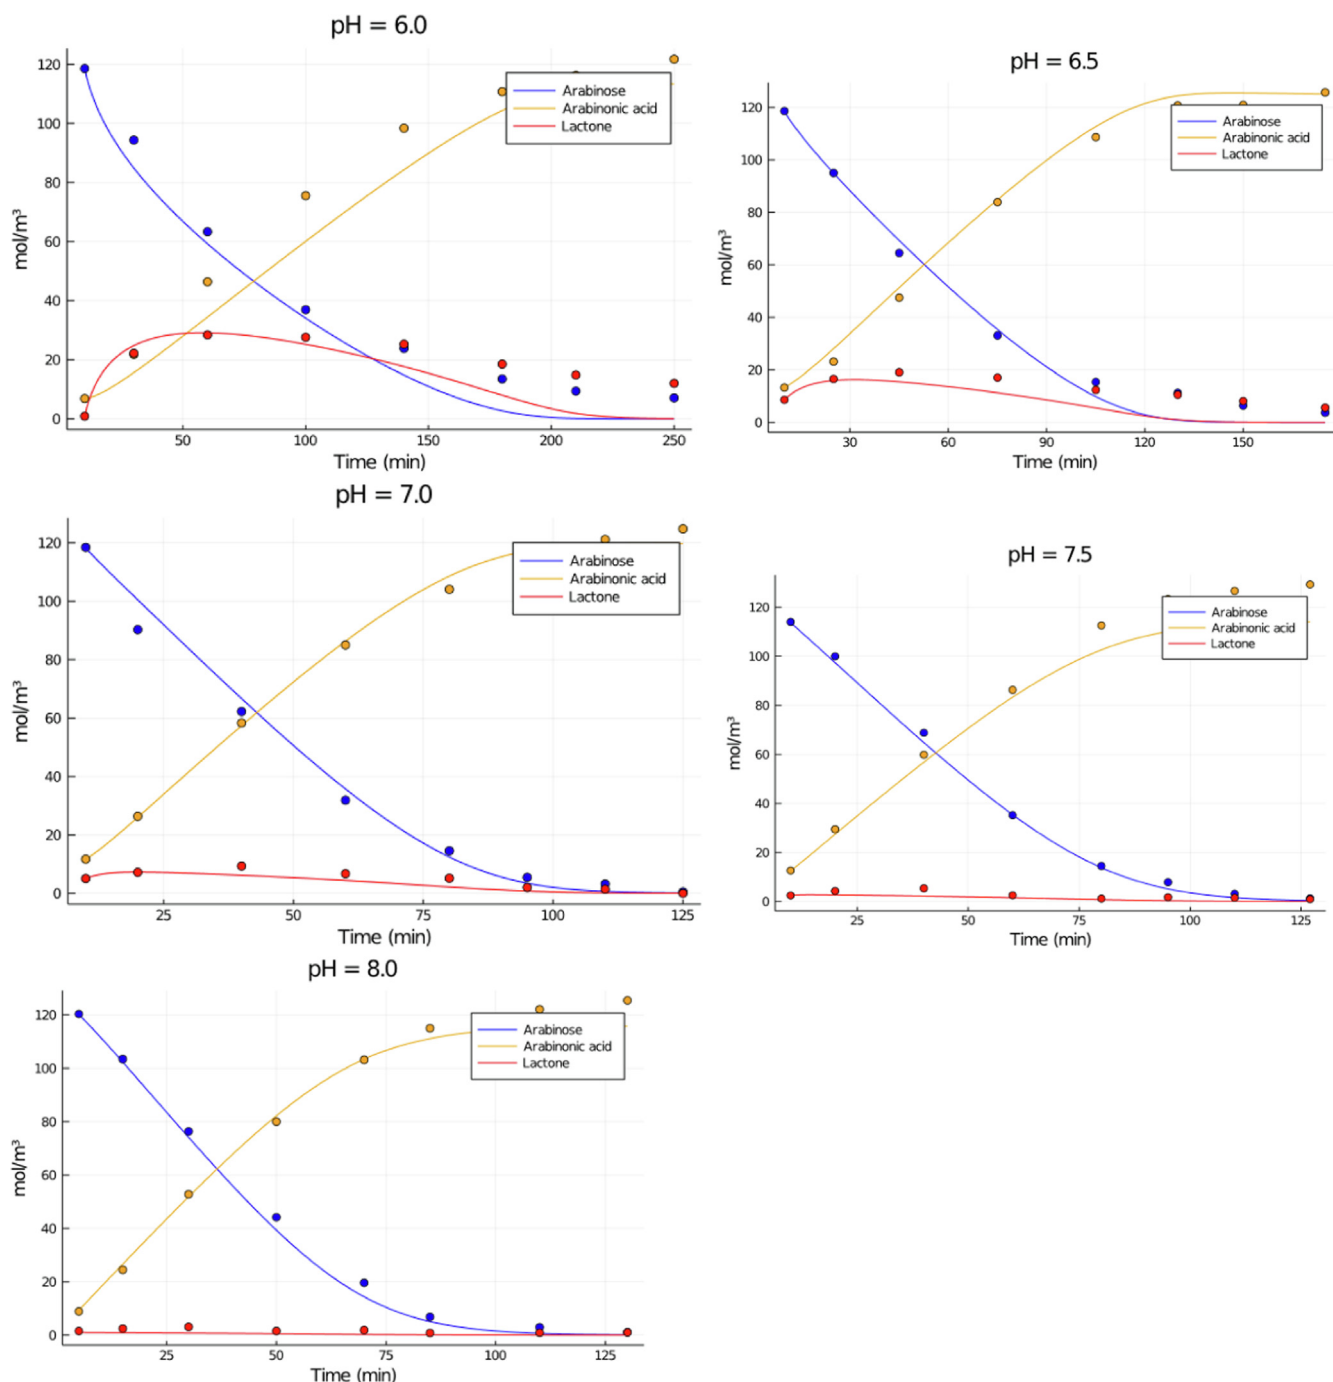 pH = 6.0
120
100
80
60
40
20
0
mol/m³
Arabinose
Arabinonic acid
Lactone
50
100
150
200
250
Time (min)
pH = 6.5
120
100
80
60
40
20
0
mol/m³
Arabinose
Arabinonic acid
Lactone
30
60
90
120
150
Time (min)
pH = 7.0
120
100
80
60
40
20
0
mol/m³
Arabinose
Arabinonic acid
Lactone
25
50
75
100
125
Time (min)
pH = 7.5
120
100
80
60
40
20
0
mol/m³
Arabinose
Arabinonic acid
Lactone
25
50
75
100
125
Time (min)
pH = 8.0
120
100
80
60
40
20
0
mol/m³
Arabinose
Arabinonic acid
Lactone
25
50
75
100
125
Time (min)